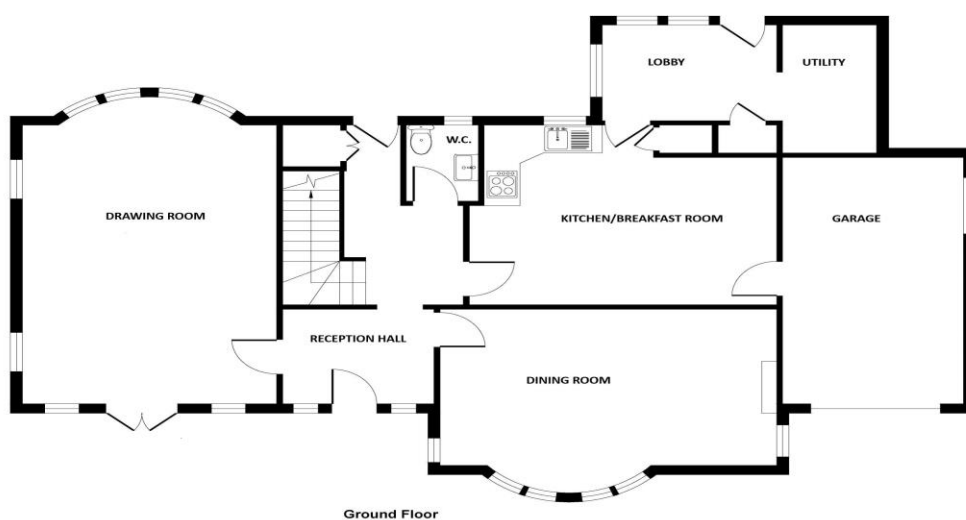 LOBBY
UTILITY
W.C.
DRAWING ROOM
KITCHEN/BREAKFAST ROOM
GARAGE
RECEPTION HALL
DINING ROOM
Ground Floor